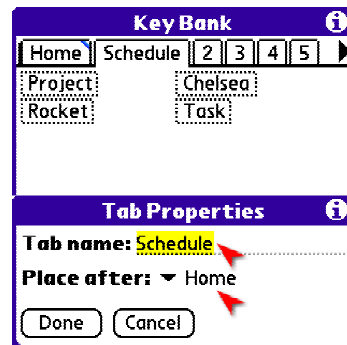 Key Bank i
Home Schedule 2 3 4 5
Project Chelsea
Rocket Task
Tab Properties i
Tab name: Schedule
Place after: Home
Done Cancel